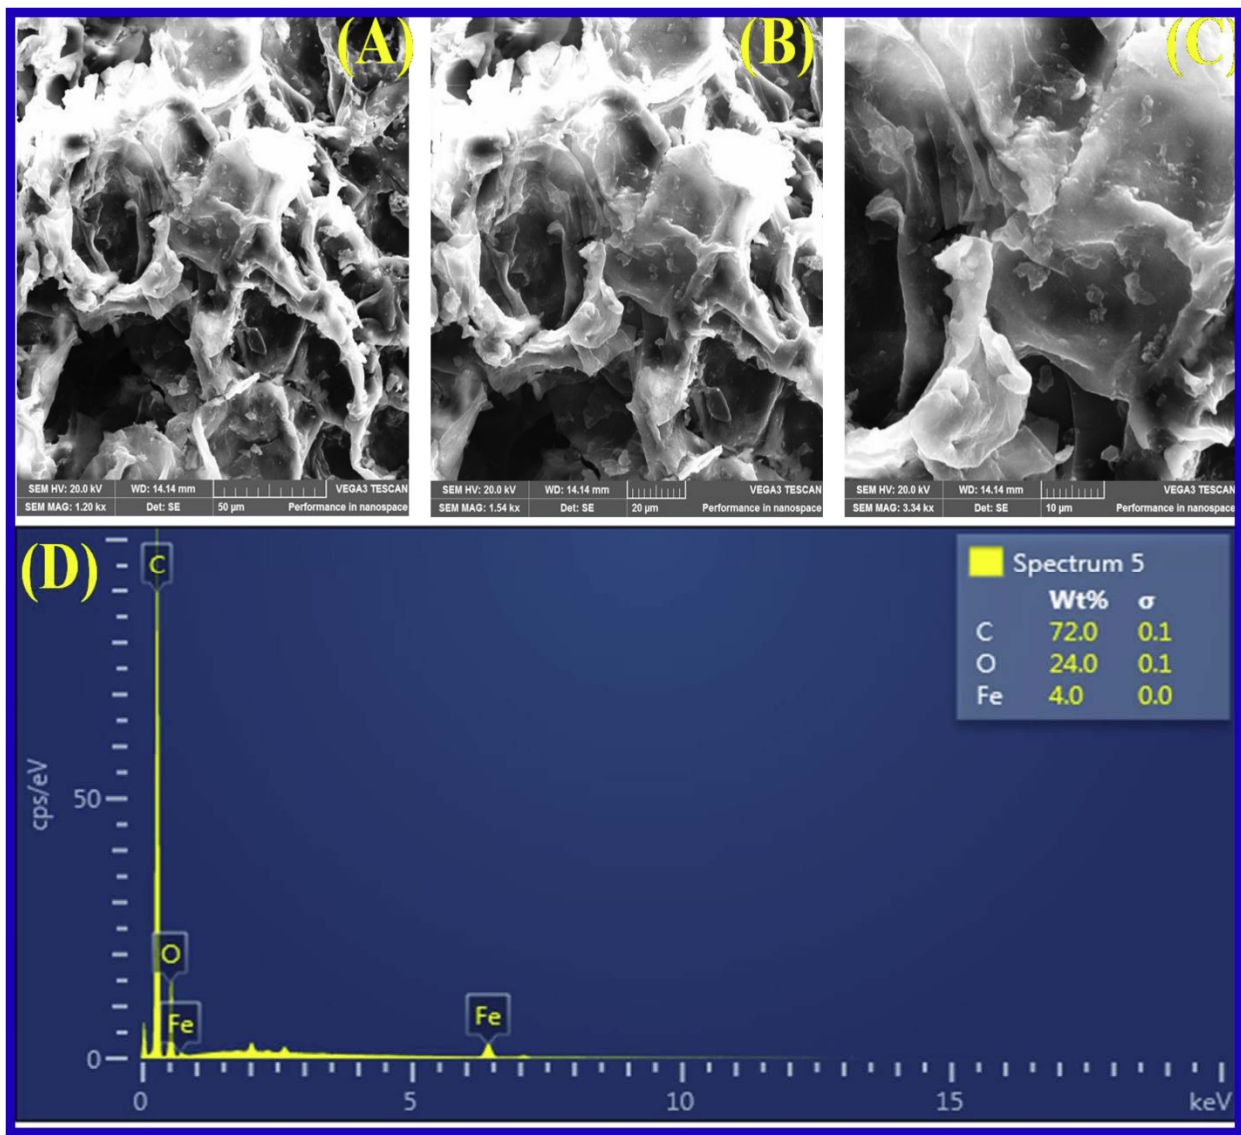 (A)
SEM HV: 20.0 kV WD: 14.14 mm VEGA3 TESCAN
SEM MAG: 1.20 kx Det: SE 50 µm Performance in nanospace
(B)
SEM HV: 20.0 kV WD: 14.14 mm VEGA3 TESCAN
SEM MAG: 1.54 kx Det: SE 20 µm Performance in nanospace
(C)
SEM HV: 20.0 kV WD: 14.14 mm VEGA3 TESCAN
SEM MAG: 3.34 kx Det: SE 10 µm Performance in nanospace
(D)
C
O
Fe
Fe
Spectrum 5
Wt% σ
C 72.0 0.1
O 24.0 0.1
Fe 4.0 0.0
cps/eV
50
0
0 5 10 15 keV